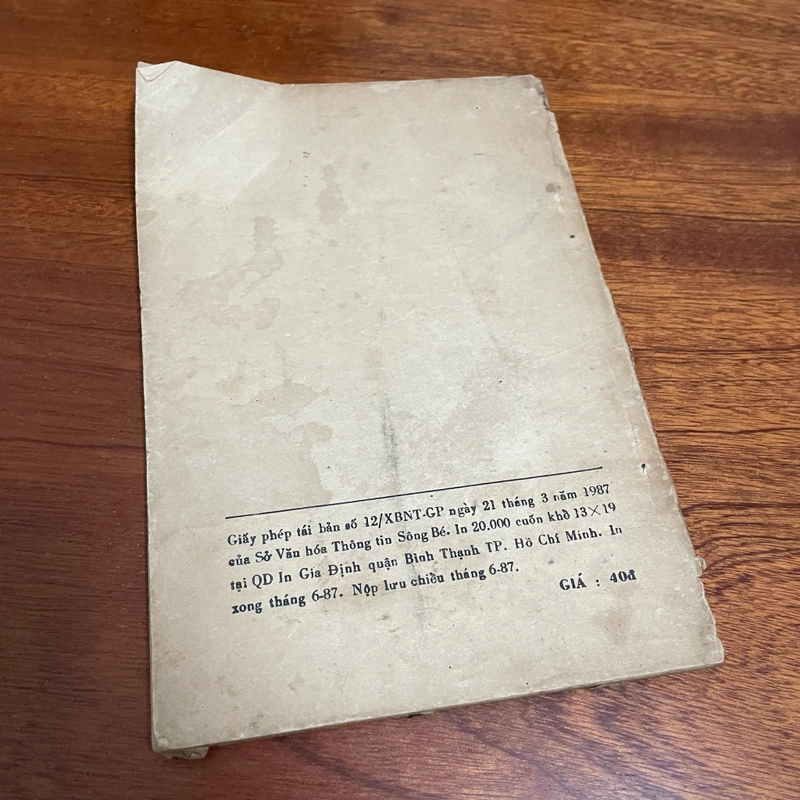 Giấy phép tái bản số 12/XBNT-GP ngày 21 tháng 3 năm 1987
của Sở Văn hóa Thông tin Sông Bé. In 20.000 cuốn khổ 13×19
tại QD In Gia Định quận Bình Thạnh TP. Hồ Chí Minh. In
xong tháng 6-87. Nộp lưu chiểu tháng 6-87.
GIÁ : 40đ